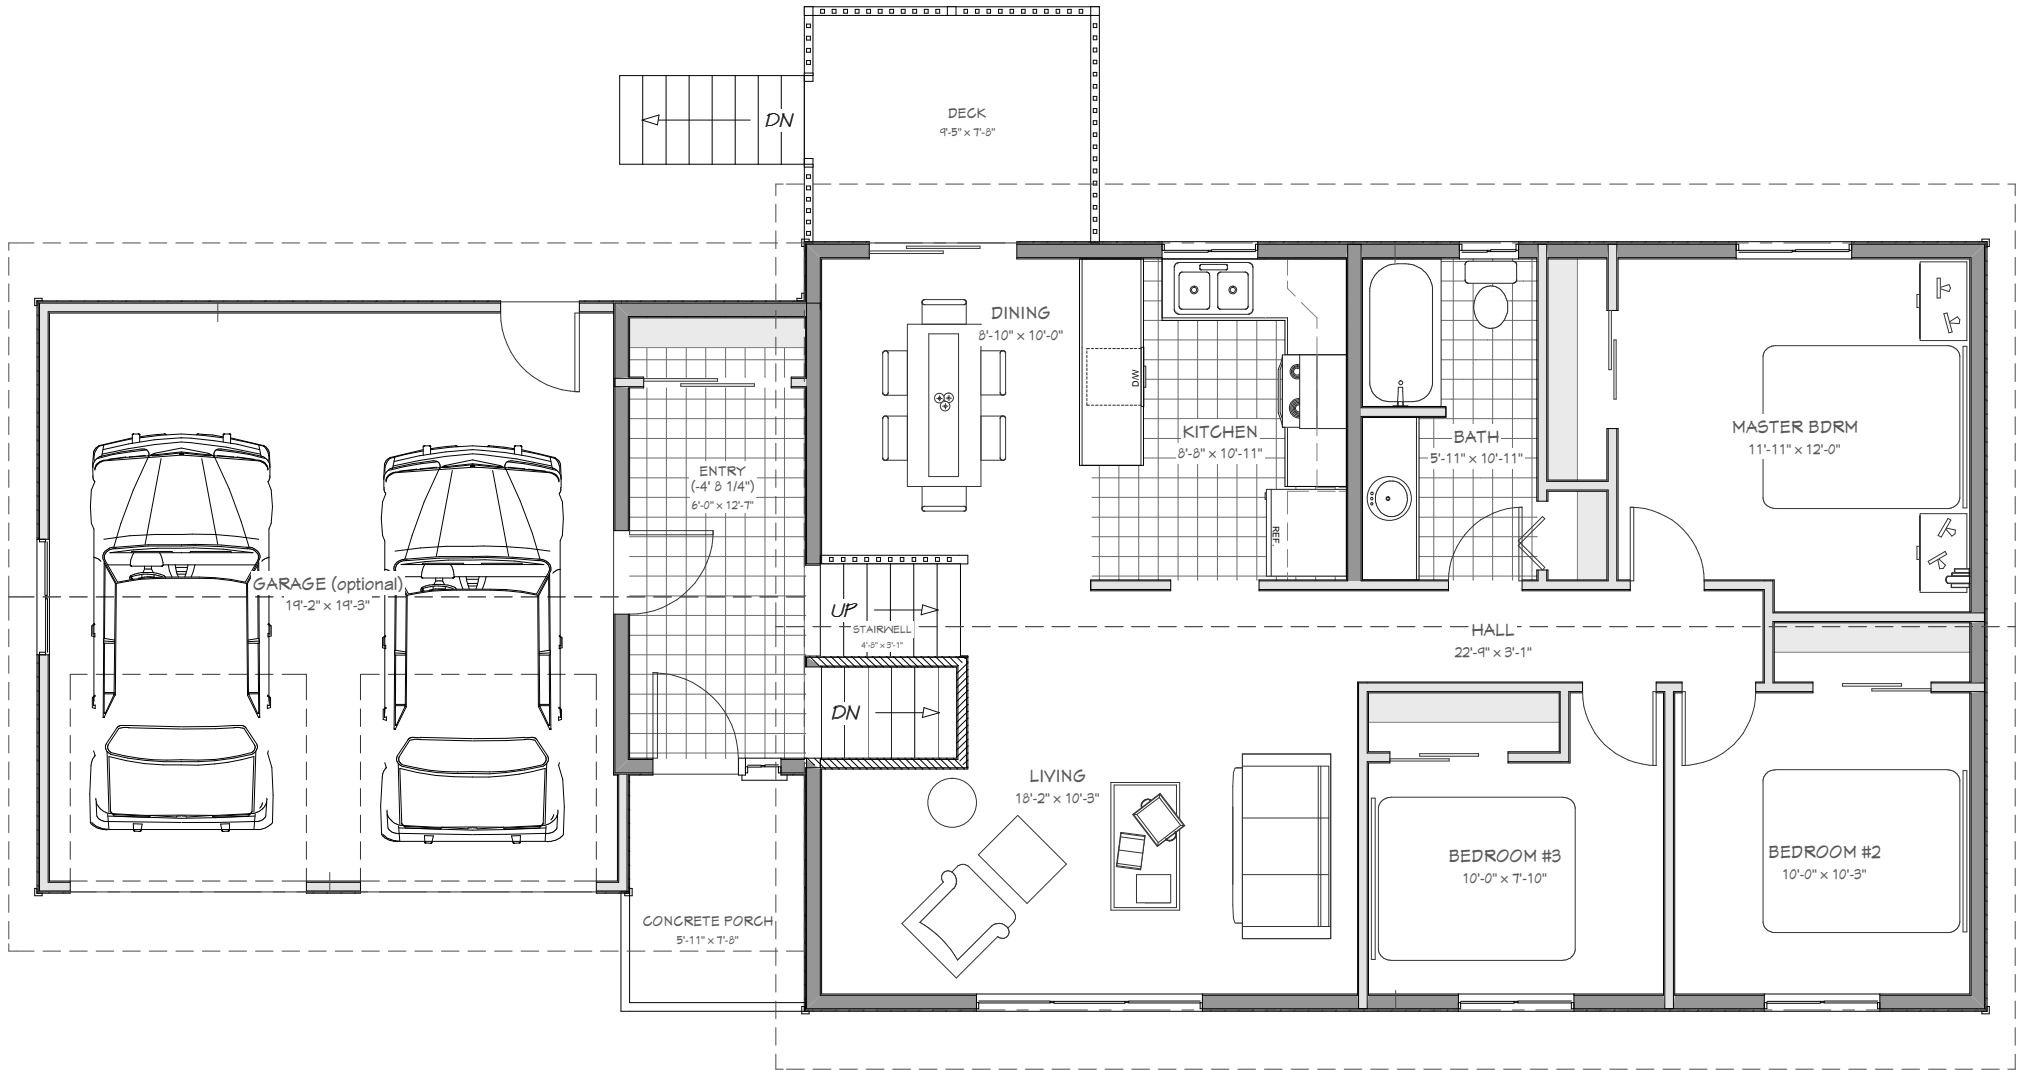 DECK
9'-5" x 7'-8"
DN
DINING
8'-10" x 10'-0"
D/W
KITCHEN
8'-8" x 10'-11"
REF.
BATH
5'-11" x 10'-11"
MASTER BDRM
11'-11" x 12'-0"
ENTRY
(-4' 8 1/4")
6'-0" x 12'-7"
GARAGE (optional)
19'-2" x 19'-3"
UP
STAIRWELL
4'-8" x 3'-1"
HALL
22'-9" x 3'-1"
DN
LIVING
18'-2" x 10'-3"
BEDROOM #3
10'-0" x 7'-10"
BEDROOM #2
10'-0" x 10'-3"
CONCRETE PORCH
5'-11" x 7'-8"